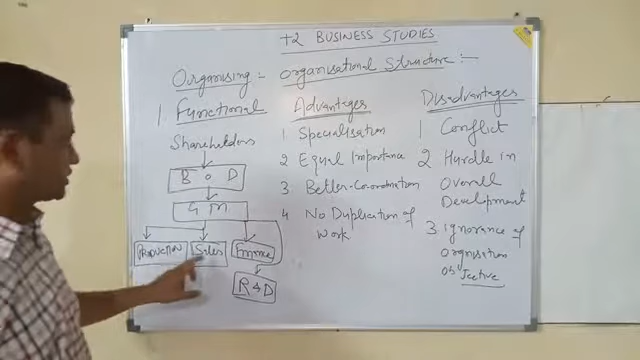 +2 BUSINESS STUDIES
Organising :- Organisational Structure :-
1 Functional
Shareholders
B o D
G M
PRODUCTION Sales Finance
R & D
Advantages
1 Specialisation
2 Equal Importance
3 Better-Coordination
4 No Duplication of
Work
Disadvantages
1 Conflict
2 Hurdle in
Overall
Development
3 Ignorance of
Organisation
Objective